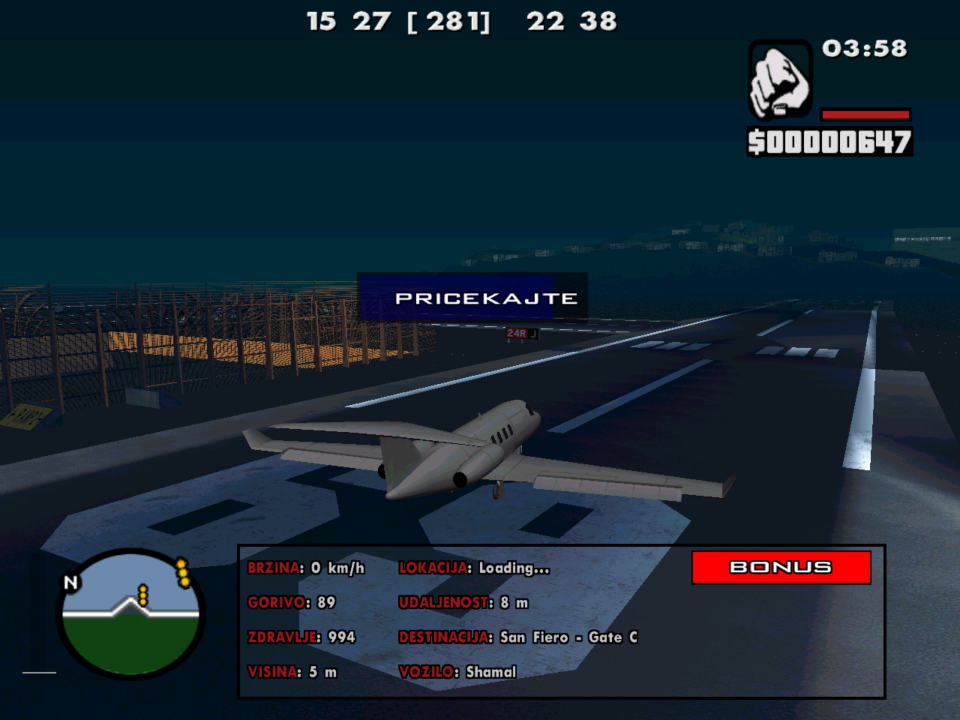 15 27 [ 281]   22 38
03:58
$00000647
PRICEKAJTE
24R J
N
BRZINA: 0 km/h
LOKACIJA: Loading...
BONUS
GORIVO: 89
UDALJENOST: 8 m
ZDRAVLJE: 994
DESTINACIJA: San Fiero - Gate C
VISINA: 5 m
VOZILO: Shamal